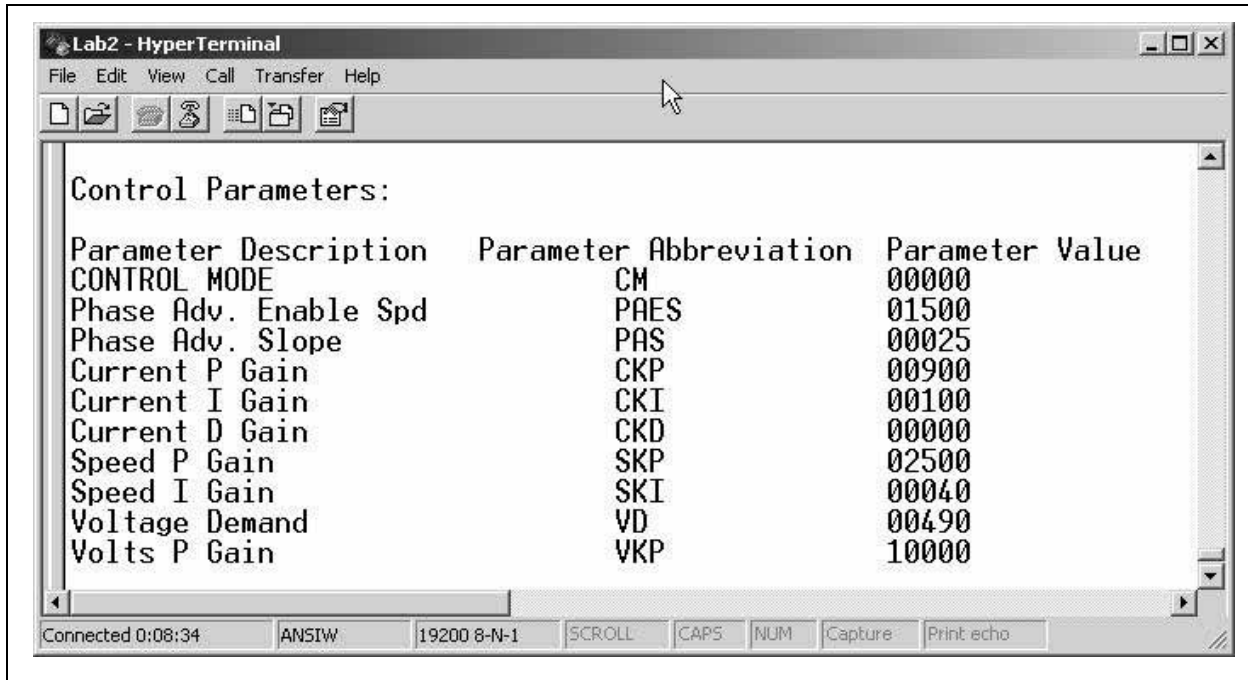 Lab2 - HyperTerminal
File Edit View Call Transfer Help
Control Parameters:
Parameter Description Parameter Abbreviation Parameter Value
CONTROL MODE CM 00000
Phase Adv. Enable Spd PAES 01500
Phase Adv. Slope PAS 00025
Current P Gain CKP 00900
Current I Gain CKI 00100
Current D Gain CKD 00000
Speed P Gain SKP 02500
Speed I Gain SKI 00040
Voltage Demand VD 00490
Volts P Gain VKP 10000
Connected 0:08:34 ANSIW 19200 8-N-1 SCROLL CAPS NUM Capture Print echo